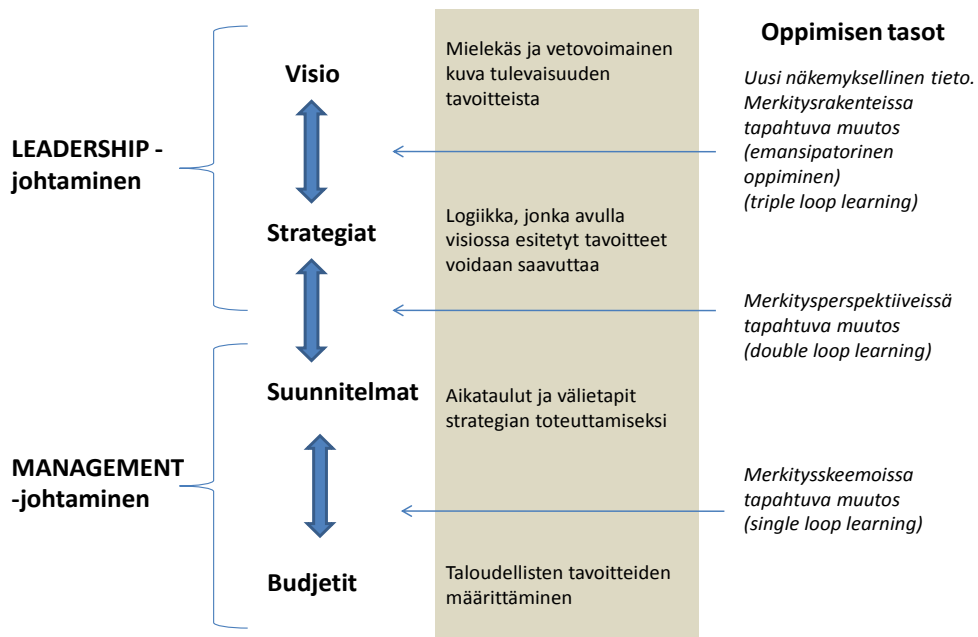 Oppimisen tasot
Visio
Mielekäs ja vetovoimainen
kuva tulevaisuuden
tavoitteista
Uusi näkemyksellinen tieto.
Merkitysrakenteissa
tapahtuva muutos
(emansipatorinen
oppiminen)
(triple loop learning)
LEADERSHIP -
johtaminen
Strategiat
Logiikka, jonka avulla
visiossa esitetyt tavoitteet
voidaan saavuttaa
Merkitysperspektiiveissä
tapahtuva muutos
(double loop learning)
Suunnitelmat
Aikataulut ja välietapit
strategian toteuttamiseksi
MANAGEMENT
-johtaminen
Merkitysskeemoissa
tapahtuva muutos
(single loop learning)
Budjetit
Taloudellisten tavoitteiden
määrittäminen